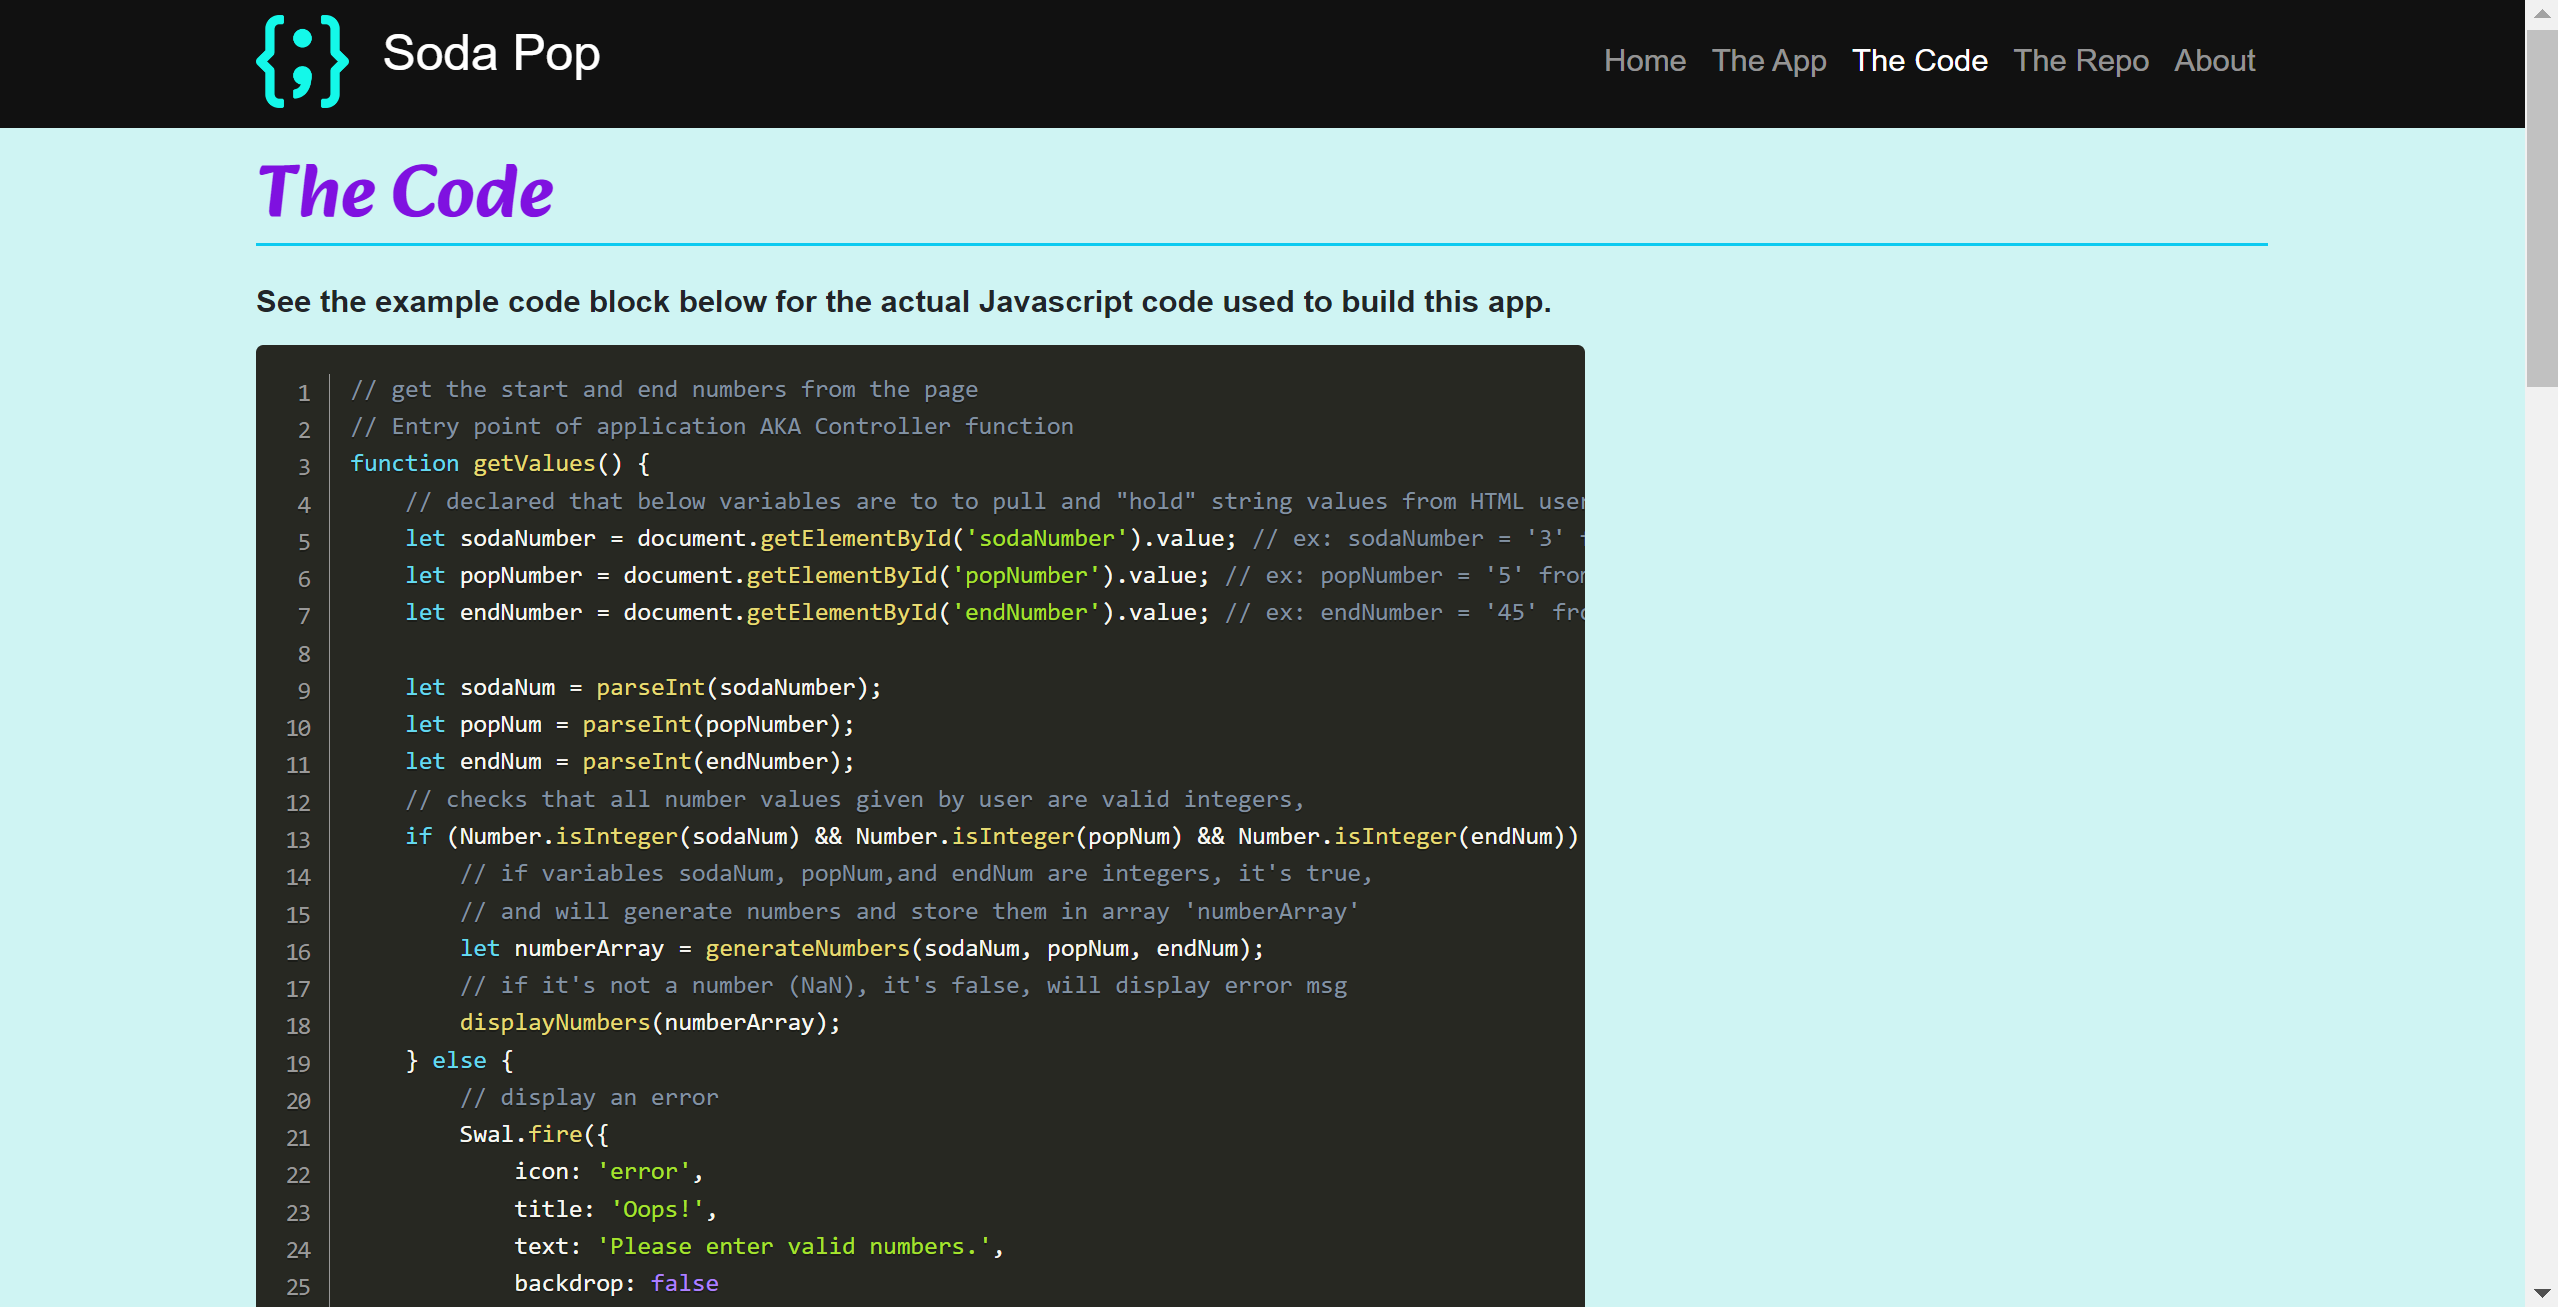 {;}
Soda Pop
Home The App The Code The Repo About
The Code
See the example code block below for the actual Javascript code used to build this app.
1 // get the start and end numbers from the page
2 // Entry point of application AKA Controller function
3 function getValues() {
4     // declared that below variables are to to pull and "hold" string values from HTML user
5     let sodaNumber = document.getElementById('sodaNumber').value; // ex: sodaNumber = '3'
6     let popNumber = document.getElementById('popNumber').value; // ex: popNumber = '5' from
7     let endNumber = document.getElementById('endNumber').value; // ex: endNumber = '45' fro
8
9     let sodaNum = parseInt(sodaNumber);
10     let popNum = parseInt(popNumber);
11     let endNum = parseInt(endNumber);
12     // checks that all number values given by user are valid integers,
13     if (Number.isInteger(sodaNum) && Number.isInteger(popNum) && Number.isInteger(endNum))
14         // if variables sodaNum, popNum,and endNum are integers, it's true,
15         // and will generate numbers and store them in array 'numberArray'
16         let numberArray = generateNumbers(sodaNum, popNum, endNum);
17         // if it's not a number (NaN), it's false, will display error msg
18         displayNumbers(numberArray);
19     } else {
20         // display an error
21         Swal.fire({
22             icon: 'error',
23             title: 'Oops!',
24             text: 'Please enter valid numbers.',
25             backdrop: false